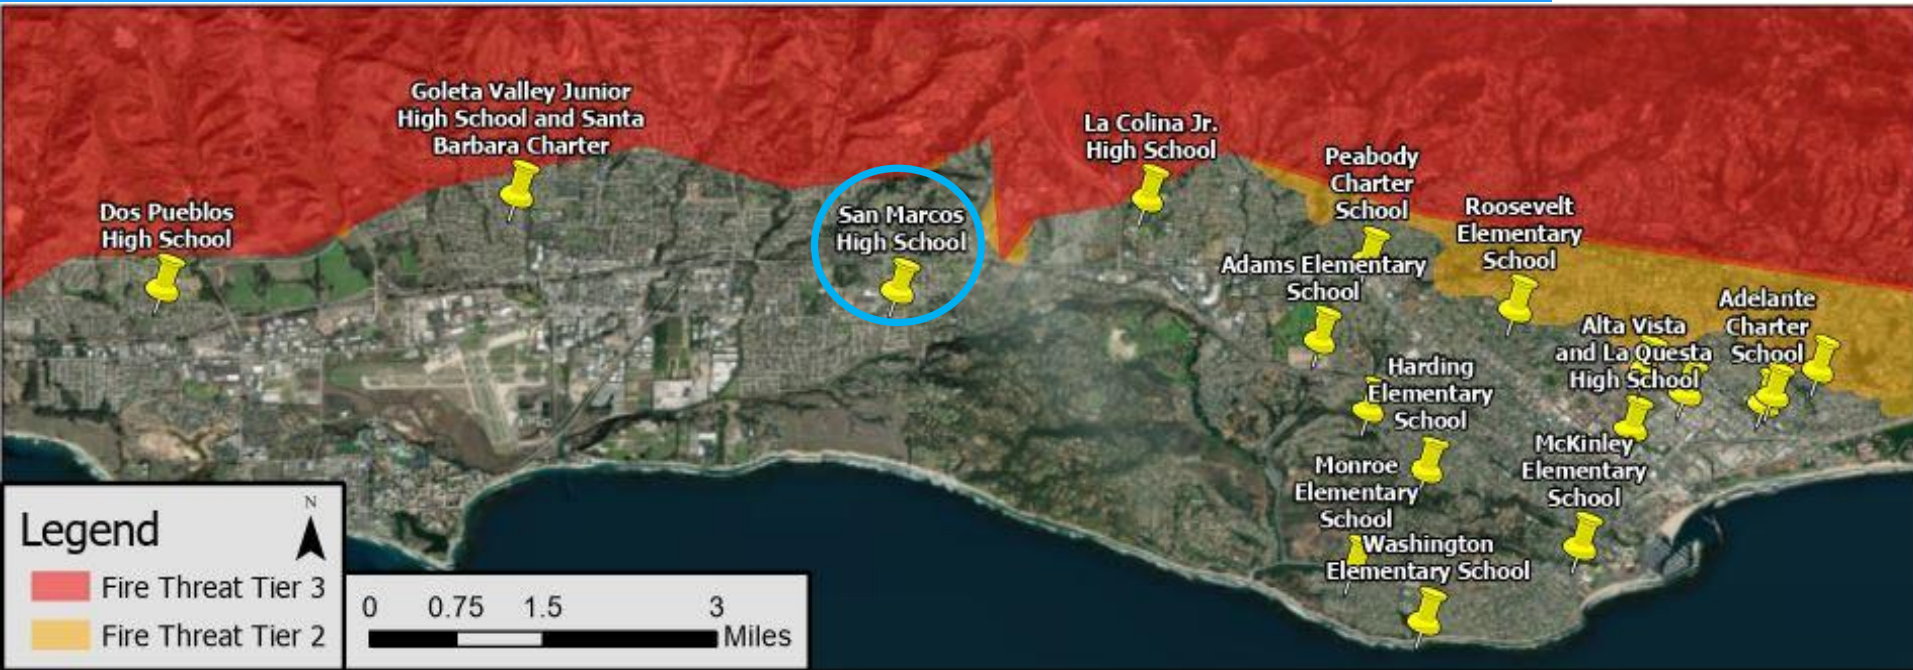 Goleta Valley Junior
High School and Santa
Barbara Charter
La Colina Jr.
High School
Peabody
Charter
School
Dos Pueblos
High School
San Marcos
High School
Roosevelt
Elementary
School
Adams Elementary
School
Adelante
Charter
School
Alta Vista
and La Questa
High School
Harding
Elementary
School
McKinley
Elementary
School
Monroe
Elementary
School
Washington
Elementary School
Legend
N
Fire Threat Tier 3
Fire Threat Tier 2
0 0.75 1.5 3
Miles